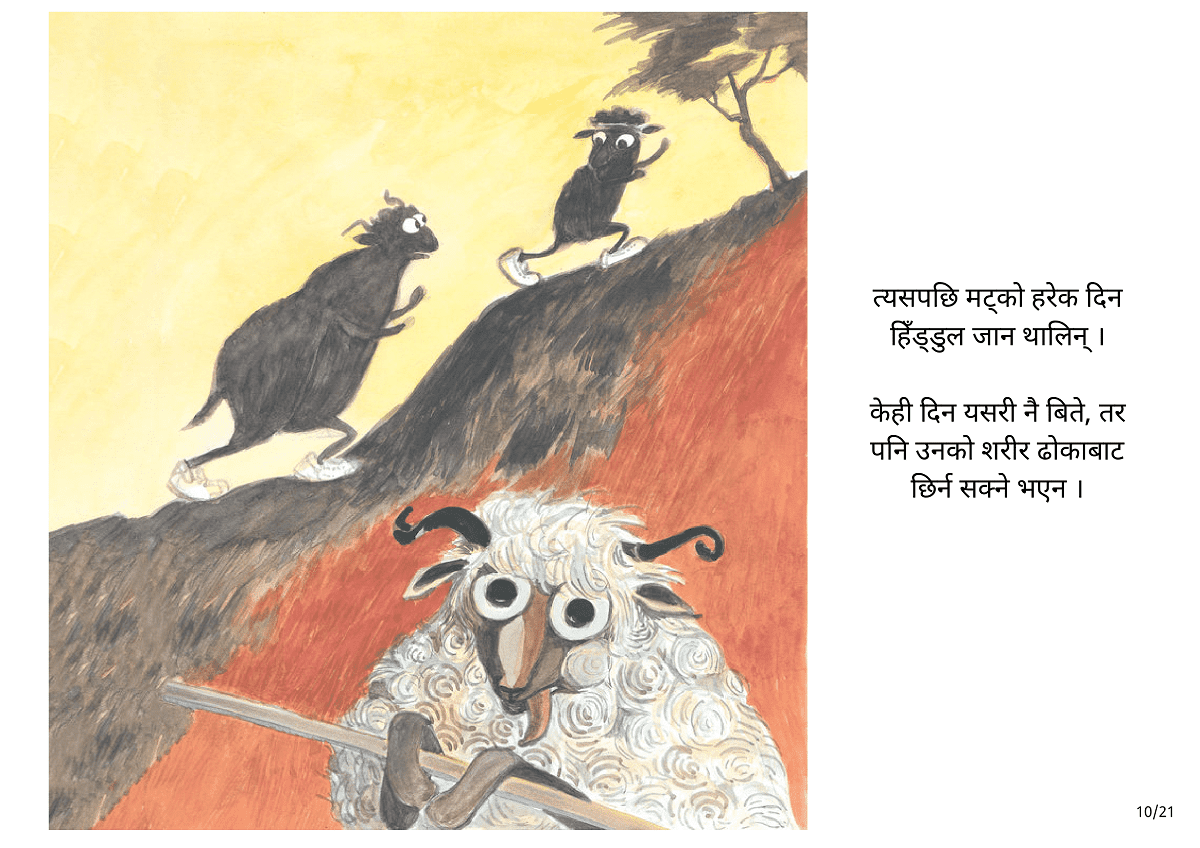 त्यसपछि मट्को हरेक दिन
हिँड्डुल जान थालिन् ।
केही दिन यसरी नै बिते, तर
पनि उनको शरीर ढोकाबाट
छिर्न सक्ने भएन ।
10/21